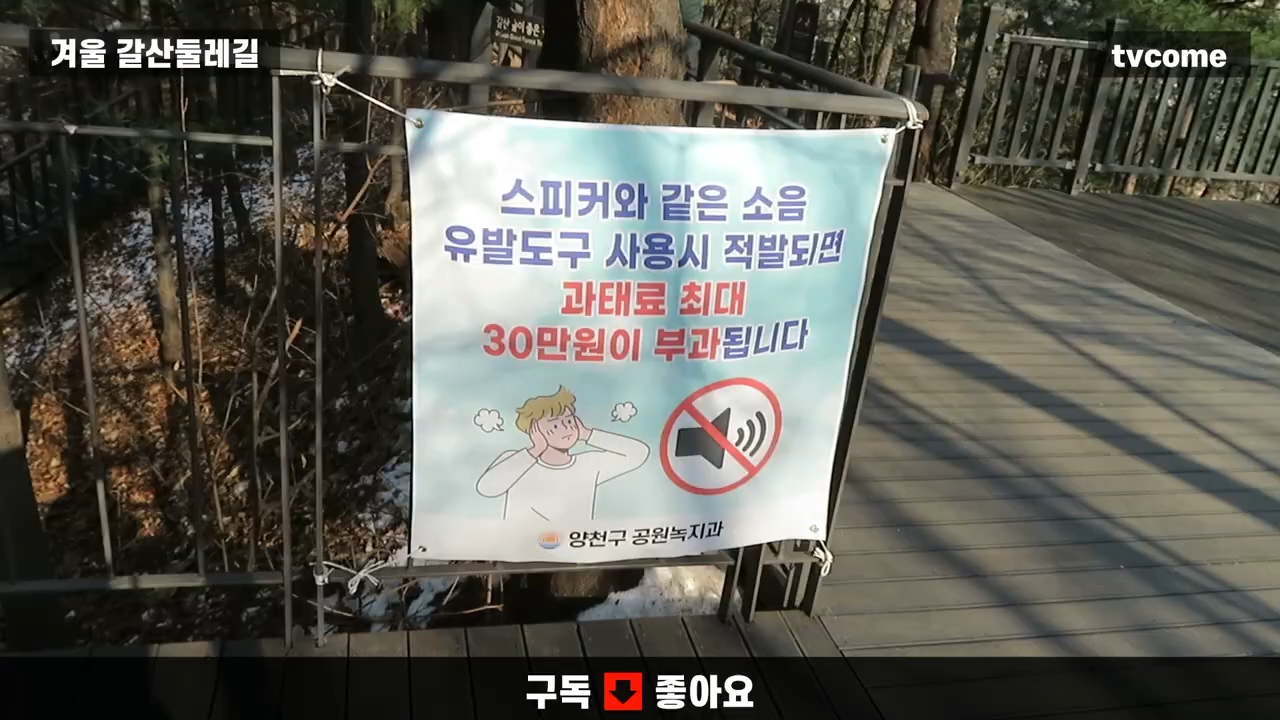 겨울 갈산둘레길
tvcome
스피커와 같은 소음
유발도구 사용시 적발되면
과태료 최대
30만원이 부과됩니다
양천구 공원녹지과
구독 좋아요